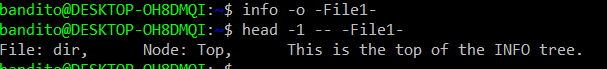 bandito@DESKTOP-OH8DMQI:~$ info -o -File1-
bandito@DESKTOP-OH8DMQI:~$ head -1 -- -File1-
File: dir,      Node: Top,      This is the top of the INFO tree.
bandito@DESKTOP-OH8DMQI:~$